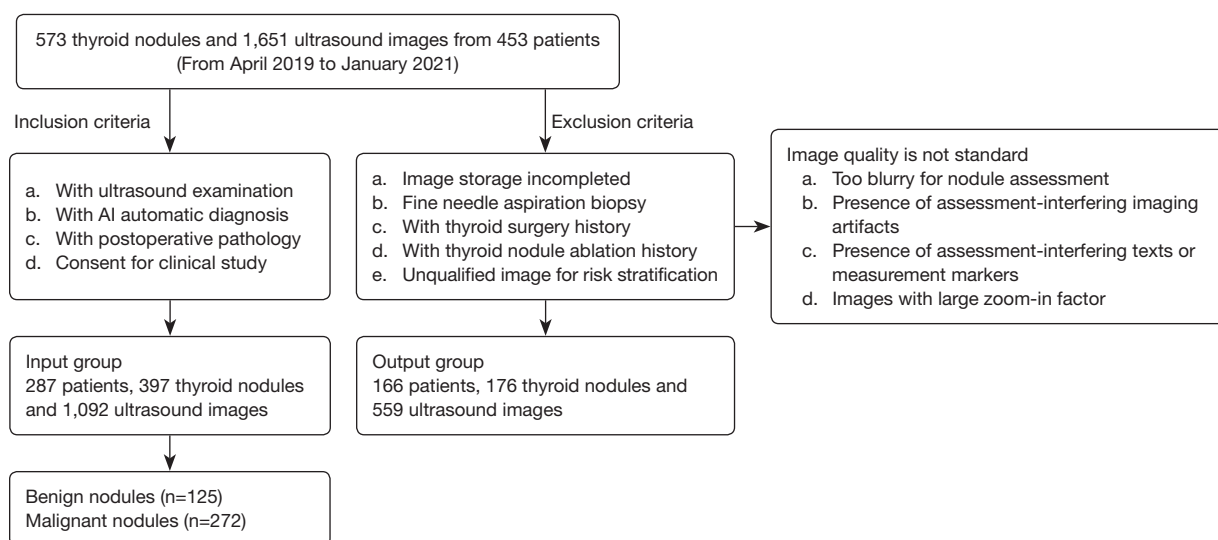 573 thyroid nodules and 1,651 ultrasound images from 453 patients
(From April 2019 to January 2021)
Inclusion criteria
Exclusion criteria
a. With ultrasound examination
b. With AI automatic diagnosis
c. With postoperative pathology
d. Consent for clinical study
a. Image storage incompleted
b. Fine needle aspiration biopsy
c. With thyroid surgery history
d. With thyroid nodule ablation history
e. Unqualified image for risk stratification
Image quality is not standard
a. Too blurry for nodule assessment
b. Presence of assessment-interfering imaging
artifacts
c. Presence of assessment-interfering texts or
measurement markers
d. Images with large zoom-in factor
Input group
287 patients, 397 thyroid nodules
and 1,092 ultrasound images
Output group
166 patients, 176 thyroid nodules and
559 ultrasound images
Benign nodules (n=125)
Malignant nodules (n=272)